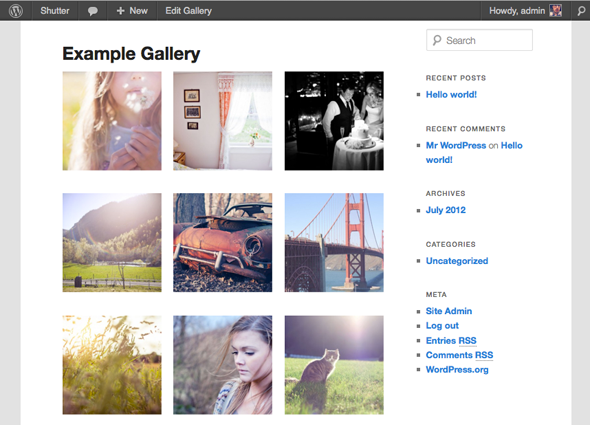 Shutter New Edit Gallery Howdy, admin
Search
Example Gallery
RECENT POSTS
Hello world!
RECENT COMMENTS
Mr WordPress on Hello
world!
ARCHIVES
July 2012
CATEGORIES
Uncategorized
META
Site Admin
Log out
Entries RSS
Comments RSS
WordPress.org